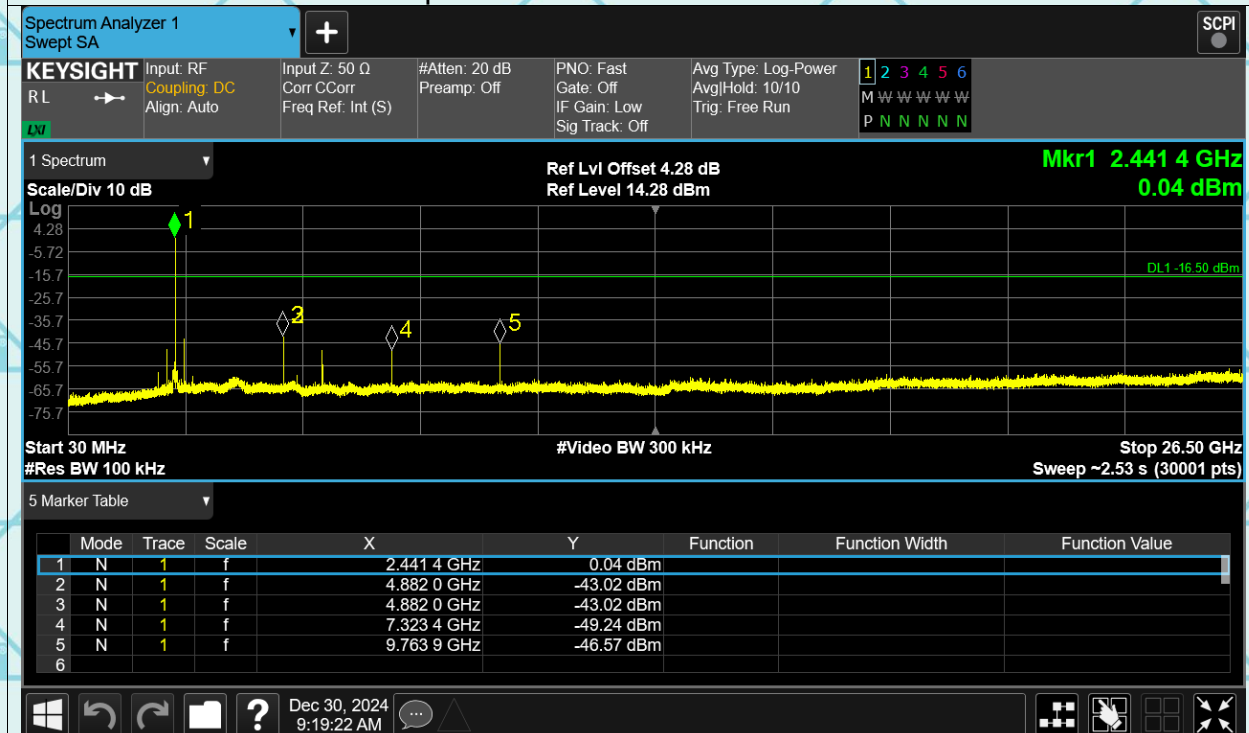 Spectrum Analyzer 1
Swept SA
+
SCPI
KEYSIGHT
RL
LXI
Input: RF
Coupling: DC
Align: Auto
Input Z: 50 Ω
Corr CCorr
Freq Ref: Int (S)
#Atten: 20 dB
Preamp: Off
PNO: Fast
Gate: Off
IF Gain: Low
Sig Track: Off
Avg Type: Log-Power
Avg|Hold: 10/10
Trig: Free Run
1 2 3 4 5 6
M W W W W W
P N N N N N
1 Spectrum
Scale/Div 10 dB
Ref Lvl Offset 4.28 dB
Ref Level 14.28 dBm
Mkr1 2.441 4 GHz
0.04 dBm
Log
4.28
-5.72
-15.7
-25.7
-35.7
-45.7
-55.7
-65.7
-75.7
1
2
4
5
DL1 -16.50 dBm
Start 30 MHz
#Video BW 300 kHz
Stop 26.50 GHz
#Res BW 100 kHz
Sweep ~2.53 s (30001 pts)
5 Marker Table
Mode Trace Scale X Y Function Function Width Function Value
1 N 1 f 2.441 4 GHz 0.04 dBm
2 N 1 f 4.882 0 GHz -43.02 dBm
3 N 1 f 4.882 0 GHz -43.02 dBm
4 N 1 f 7.323 4 GHz -49.24 dBm
5 N 1 f 9.763 9 GHz -46.57 dBm
6
?
Dec 30, 2024
9:19:22 AM